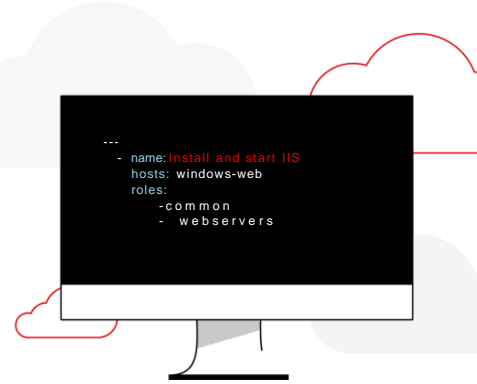 ---
- name: Install and start IIS
hosts: windows-web
roles:
-common
- webservers